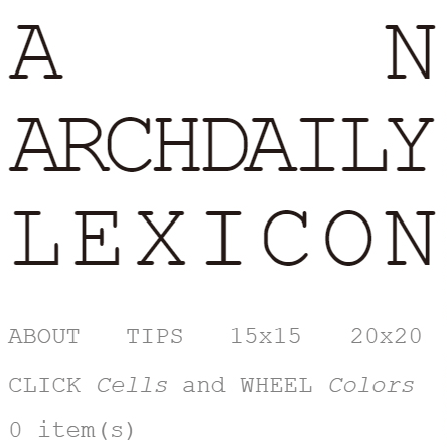 A N
ARCHDAILY
LEXICON
ABOUT TIPS 15x15 20x20
CLICK Cells and WHEEL Colors
0 item(s)